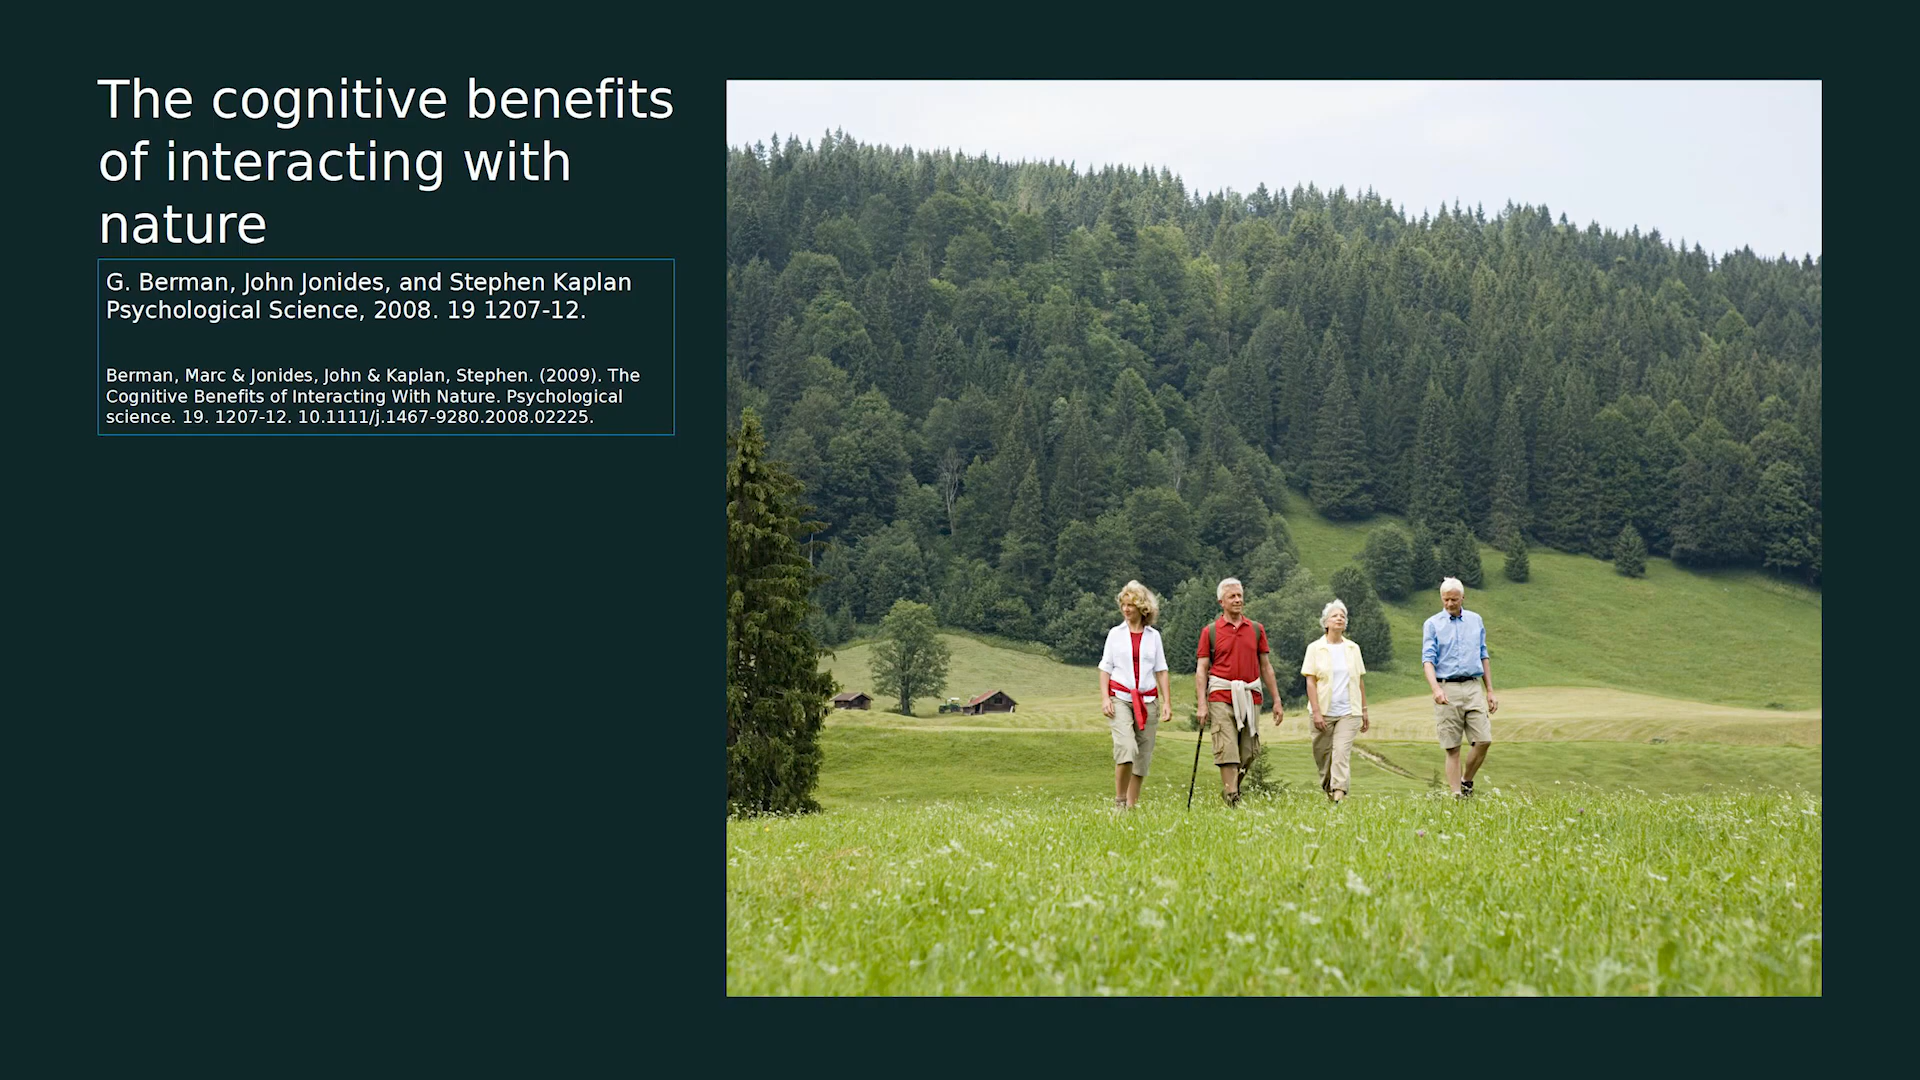 The cognitive benefits
of interacting with
nature
G. Berman, John Jonides, and Stephen Kaplan
Psychological Science, 2008. 19 1207-12.
Berman, Marc & Jonides, John & Kaplan, Stephen. (2009). The
Cognitive Benefits of Interacting With Nature. Psychological
science. 19. 1207-12. 10.1111/j.1467-9280.2008.02225.